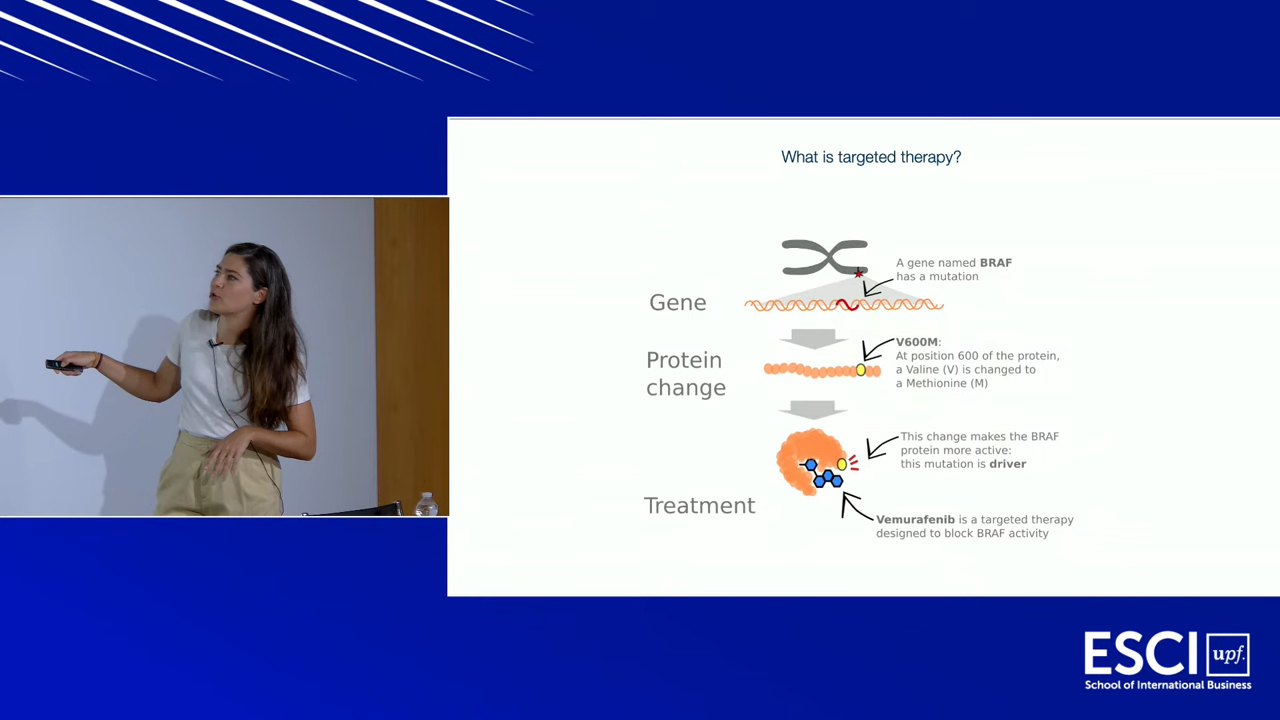 What is targeted therapy?
A gene named BRAF
has a mutation
Gene
V600M:
At position 600 of the protein,
a Valine (V) is changed to
a Methionine (M)
Protein
change
This change makes the BRAF
protein more active:
this mutation is driver
Treatment
Vemurafenib is a targeted therapy
designed to block BRAF activity
ESCI
upf.
School of International Business